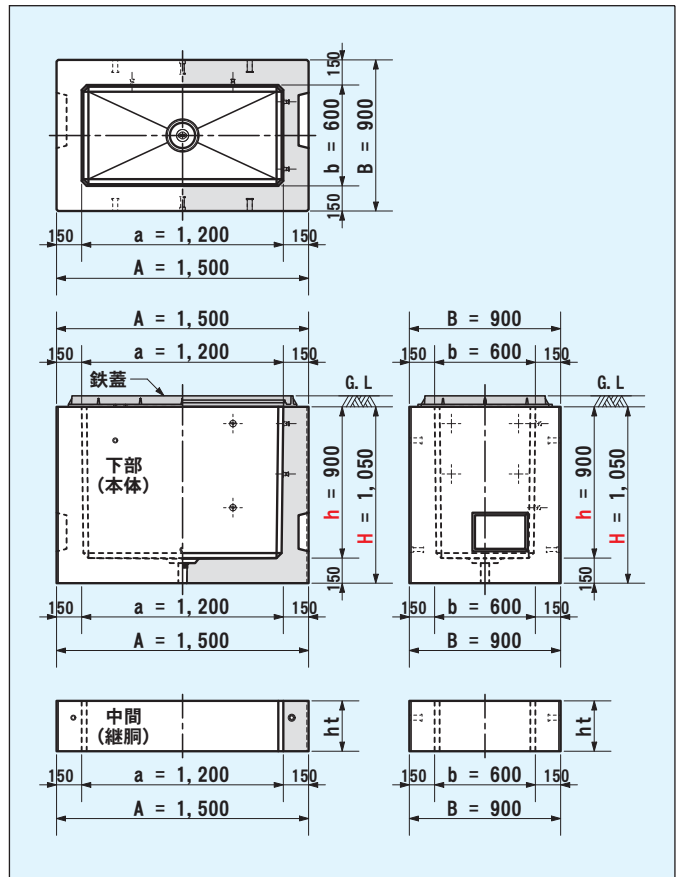 150
b = 600
B = 900
150
150
a = 1,200
150
A = 1,500
A = 1,500
150
a = 1,200
150
鉄蓋
G.L
下部
(本体)
h = 900
H = 1,050
150
150
a = 1,200
150
A = 1,500
B = 900
150
b = 600
150
G.L
h = 900
H = 1,050
150
150
b = 600
150
B = 900
中間
(継胴)
ht
150
a = 1,200
150
A = 1,500
ht
150
b = 600
150
B = 900